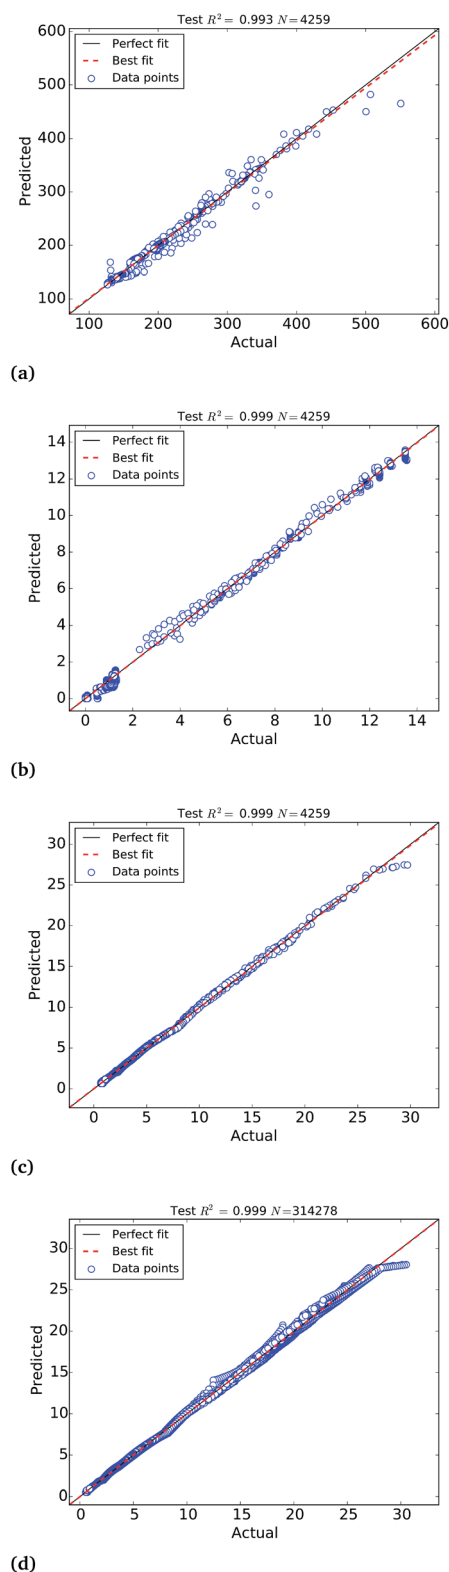 Test R² = 0.993 N=4259
Perfect fit
Best fit
Data points
600
500
400
300
200
100
Predicted
100 200 300 400 500 600
Actual
(a)
Test R² = 0.999 N=4259
Perfect fit
Best fit
Data points
14
12
10
8
6
4
2
0
Predicted
0 2 4 6 8 10 12 14
Actual
(b)
Test R² = 0.999 N=4259
Perfect fit
Best fit
Data points
30
25
20
15
10
5
0
Predicted
0 5 10 15 20 25 30
Actual
(c)
Test R² = 0.999 N=314278
Perfect fit
Best fit
Data points
30
25
20
15
10
5
0
Predicted
0 5 10 15 20 25 30
Actual
(d)